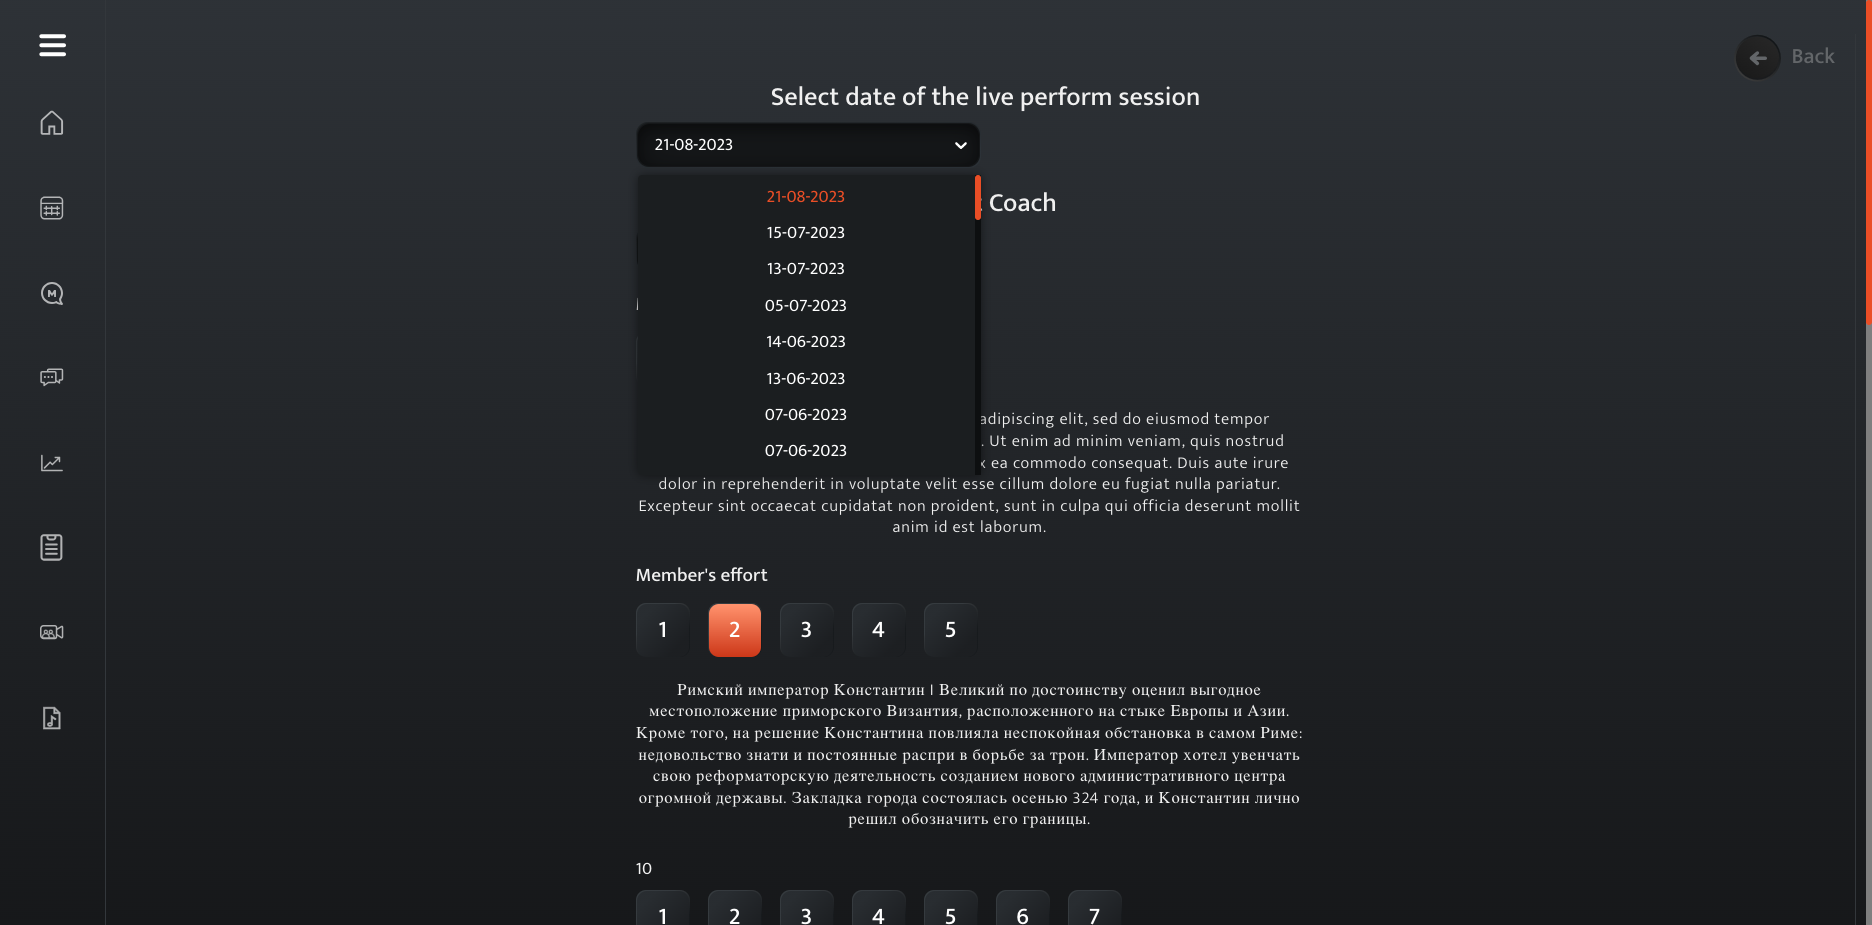 Back
Select date of the live perform session
21-08-2023
21-08-2023
Coach
15-07-2023
13-07-2023
05-07-2023
14-06-2023
13-06-2023
07-06-2023
adipiscing elit, sed do eiusmod tempor
. Ut enim ad minim veniam, quis nostrud
07-06-2023
ea commodo consequat. Duis aute irure
dolor in reprehenderit in voluptate velit esse cillum dolore eu fugiat nulla pariatur.
Excepteur sint occaecat cupidatat non proident, sunt in culpa qui officia deserunt mollit
anim id est laborum.
Member's effort
1 2 3 4 5
Римский император Константин I Великий по достоинству оценил выгодное
местоположение приморского Византия, расположенного на стыке Европы и Азии.
Кроме того, на решение Константина повлияла неспокойная обстановка в самом Риме:
недовольство знати и постоянные распри в борьбе за трон. Император хотел увенчать
свою реформаторскую деятельность созданием нового административного центра
огромной державы. Закладка города состоялась осенью 324 года, и Константин лично
решил обозначить его границы.
10
1 2 3 4 5 6 7